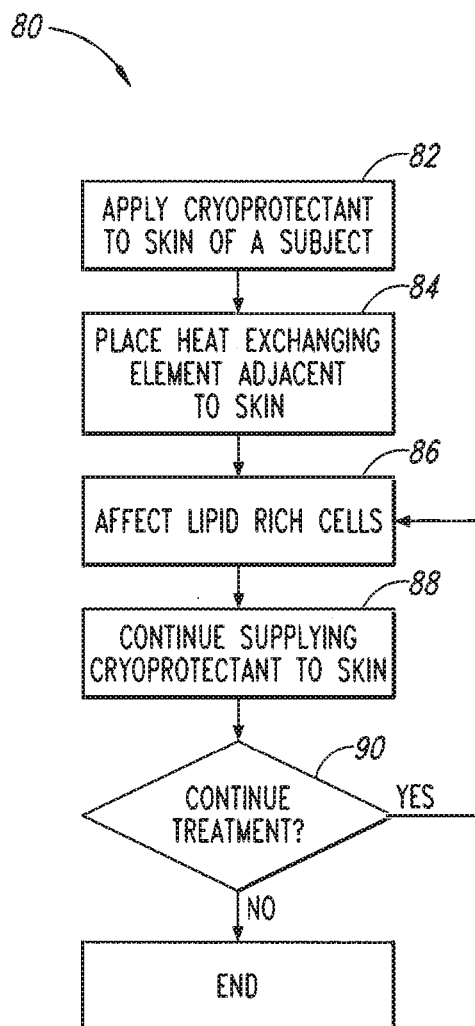 80
82
APPLY CRYOPROTECTANT
TO SKIN OF A SUBJECT
84
PLACE HEAT EXCHANGING
ELEMENT ADJACENT
TO SKIN
86
AFFECT LIPID RICH CELLS
88
CONTINUE SUPPLYING
CRYOPROTECTANT TO SKIN
90
CONTINUE
TREATMENT?
YES
NO
END